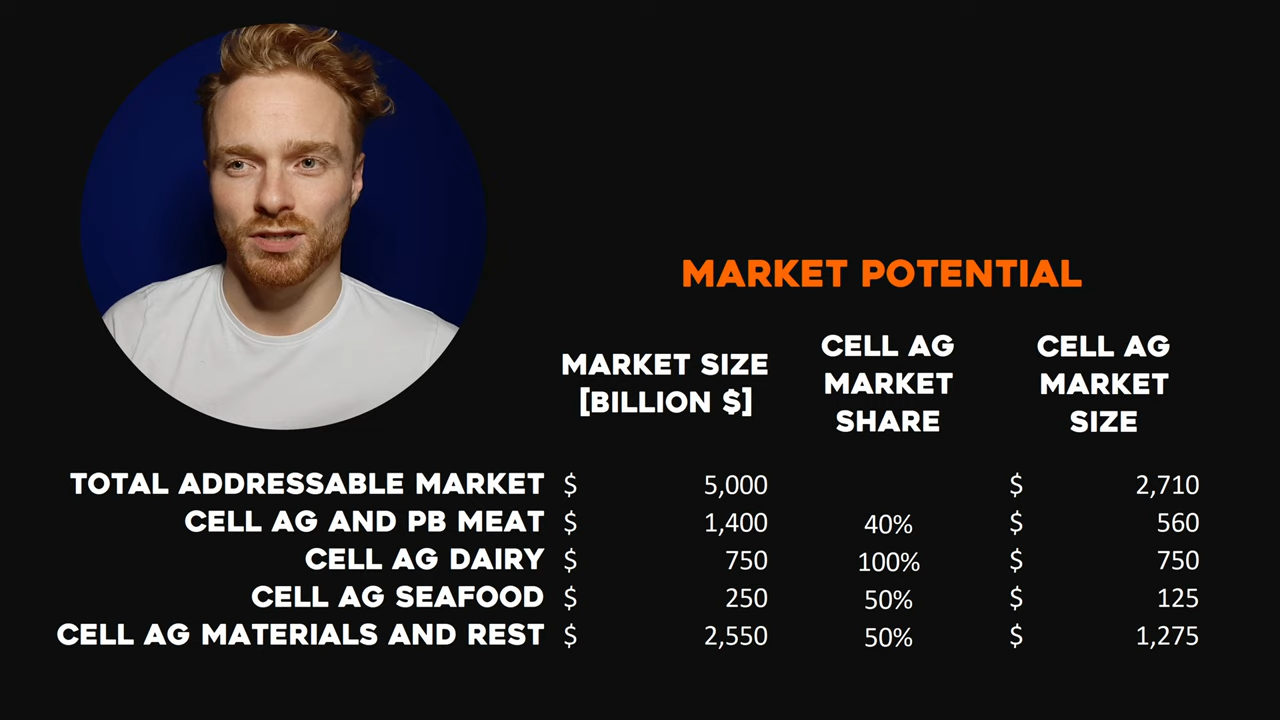 MARKET POTENTIAL
MARKET SIZE [BILLION $] CELL AG MARKET SHARE CELL AG MARKET SIZE
TOTAL ADDRESSABLE MARKET $ 5,000 $ 2,710
CELL AG AND PB MEAT $ 1,400 40% $ 560
CELL AG DAIRY $ 750 100% $ 750
CELL AG SEAFOOD $ 250 50% $ 125
CELL AG MATERIALS AND REST $ 2,550 50% $ 1,275